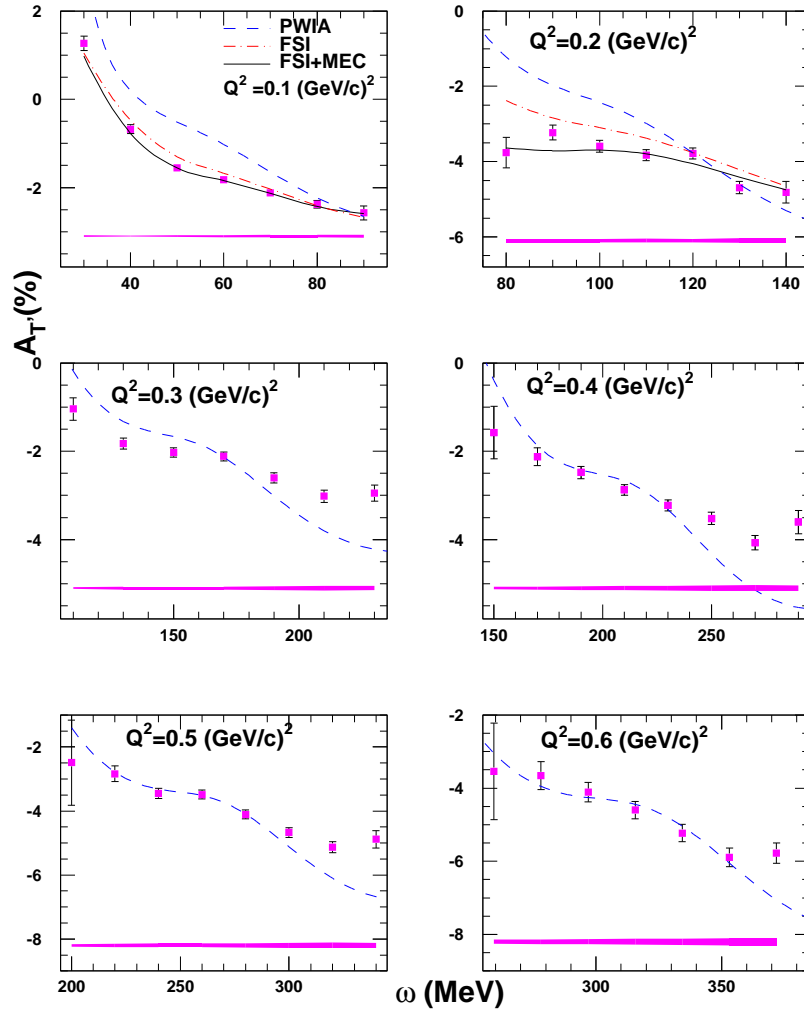 PWIA
FSI
FSI+MEC
Q² =0.1 (GeV/c)²
2
0
-2
2
40 60 80
0
-2
-4
-6
80 100 120 140
A_T'(%)
Q²=0.3 (GeV/c)²
0
-2
-4
150 200
Q²=0.4 (GeV/c)²
0
-2
-4
150 200 250
Q²=0.5 (GeV/c)²
-2
-4
-6
-8
200 250 300
Q²=0.6 (GeV/c)²
-2
-4
-6
-8
300 350
Q²=0.2 (GeV/c)²
ω (MeV)